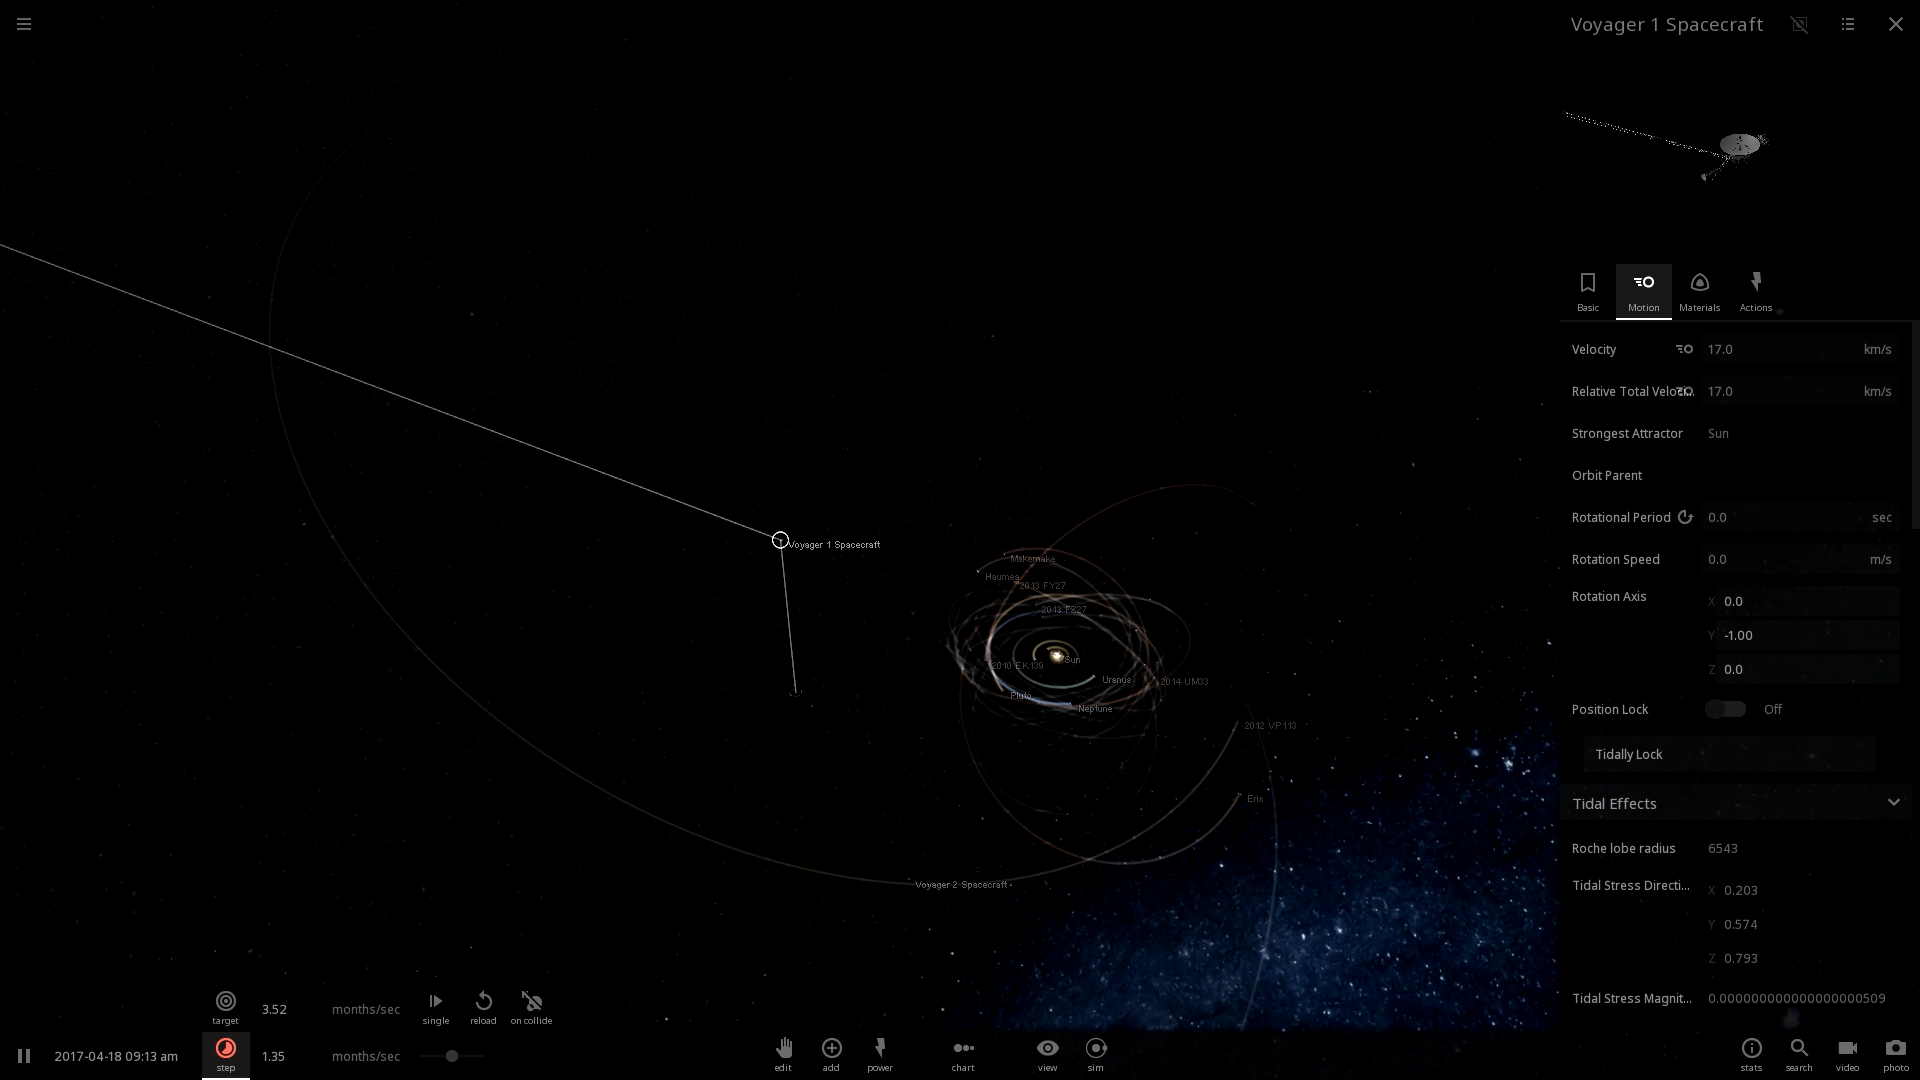 Voyager 1 Spacecraft
Basic
Motion
Materials
Actions
Velocity 17.0 km/s
Relative Total Veloci... 17.0 km/s
Strongest Attractor Sun
Orbit Parent
Rotational Period 0.0 sec
Rotation Speed 0.0 m/s
Rotation Axis X 0.0
Y -1.00
Z 0.0
Position Lock Off
Tidally Lock
Tidal Effects
Roche lobe radius 6543
Tidal Stress Directi... X 0.203
Y 0.574
Z 0.793
Tidal Stress Magnit... 0.000000000000000000509
Voyager 1 Spacecraft
Makemake
Haumea
2013 FY27
2013 FZ27
Sun
2010 EK139
Uranus
2014 UM33
Pluto
Neptune
2012 VP113
Eris
Voyager 2 Spacecraft
target 3.52 months/sec
single
reload
on collide
2017-04-18 09:13 am
step 1.35 months/sec
edit
add
power
chart
view
sim
stats
search
video
photo